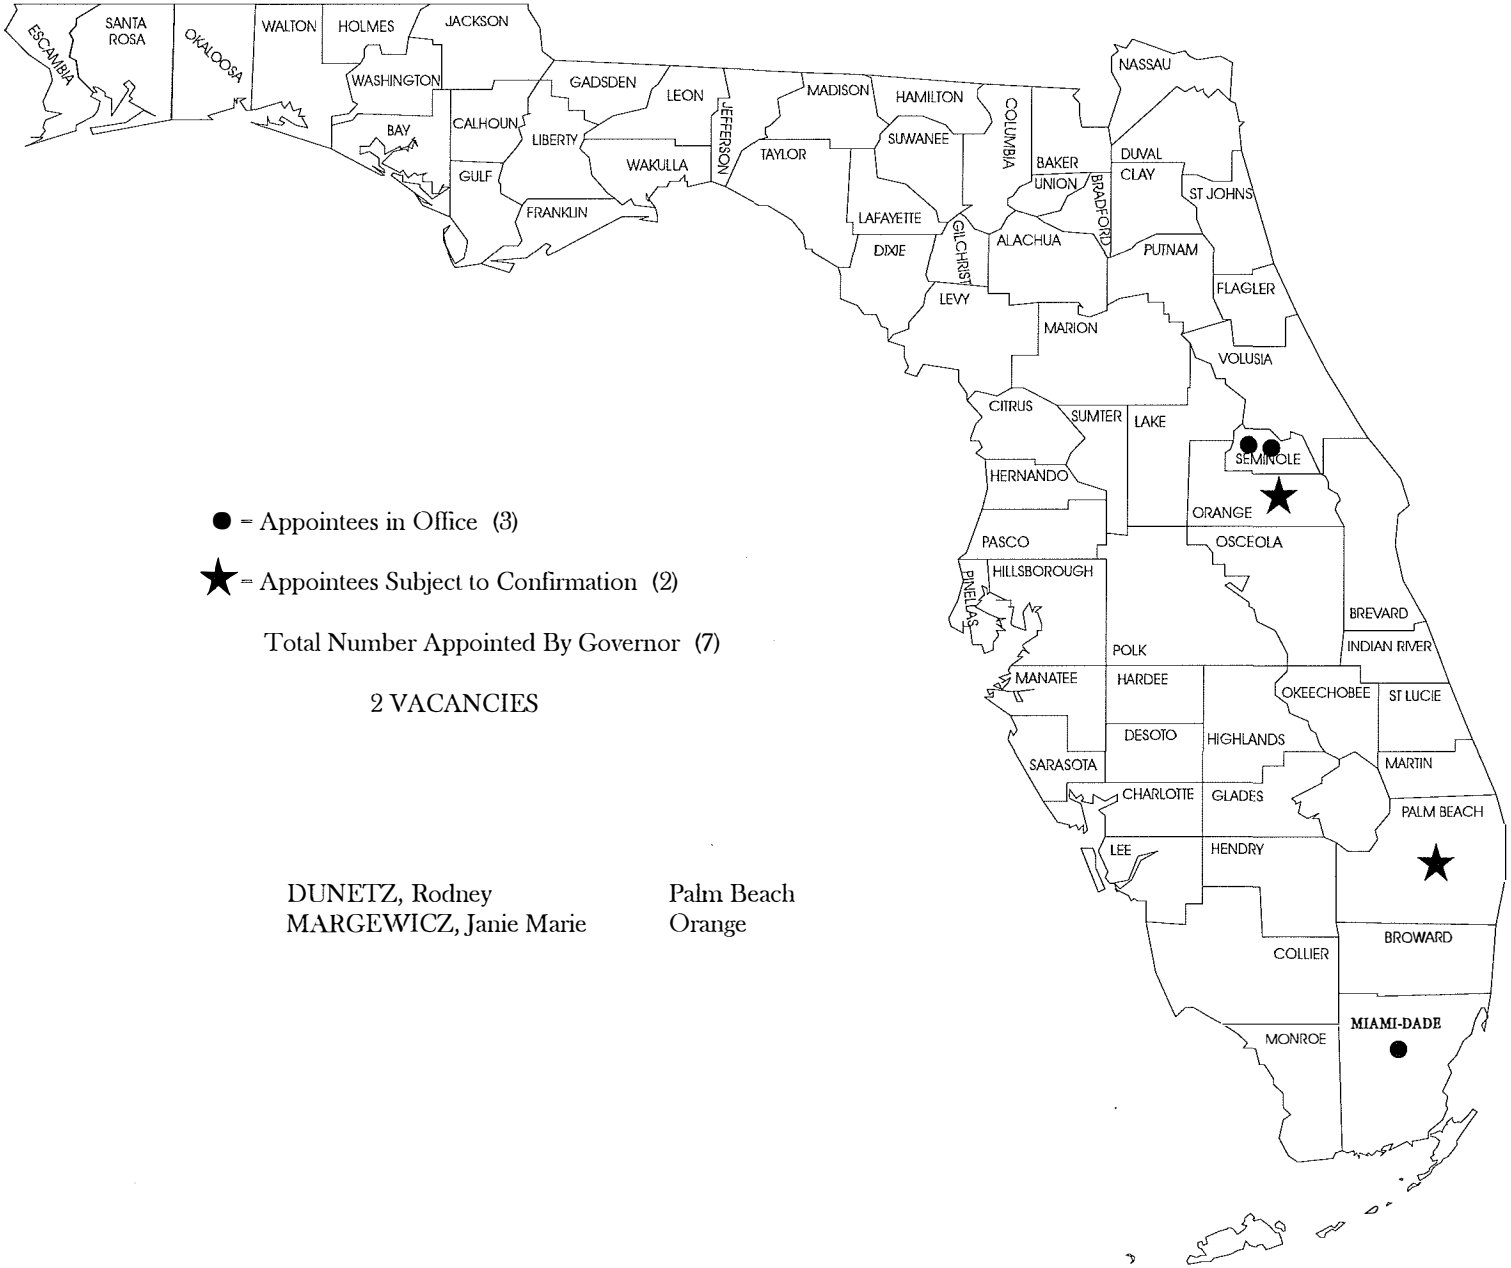 ESCAMBIA
SANTA
ROSA
OKALOOSA
WALTON
HOLMES
JACKSON
WASHINGTON
BAY
CALHOUN
GULF
GADSDEN
LIBERTY
FRANKLIN
LEON
WAKULLA
JEFFERSON
MADISON
TAYLOR
HAMILTON
SUWANEE
LAFAYETTE
DIXIE
COLUMBIA
GILCHRIST
BAKER
UNION
BRADFORD
ALACHUA
LEVY
NASSAU
DUVAL
CLAY
ST JOHNS
PUTNAM
FLAGLER
MARION
VOLUSIA
CITRUS
SUMTER
LAKE
SEMINOLE
HERNANDO
ORANGE
PASCO
OSCEOLA
PINELLAS
HILLSBOROUGH
BREVARD
POLK
INDIAN RIVER
MANATEE
HARDEE
OKEECHOBEE
ST LUCIE
DESOTO
HIGHLANDS
SARASOTA
MARTIN
CHARLOTTE
GLADES
PALM BEACH
LEE
HENDRY
BROWARD
COLLIER
MIAMI-DADE
MONROE
= Appointees in Office (3)
= Appointees Subject to Confirmation (2)
Total Number Appointed By Governor (7)
2 VACANCIES
DUNETZ, Rodney Palm Beach
MARGEWICZ, Janie Marie Orange